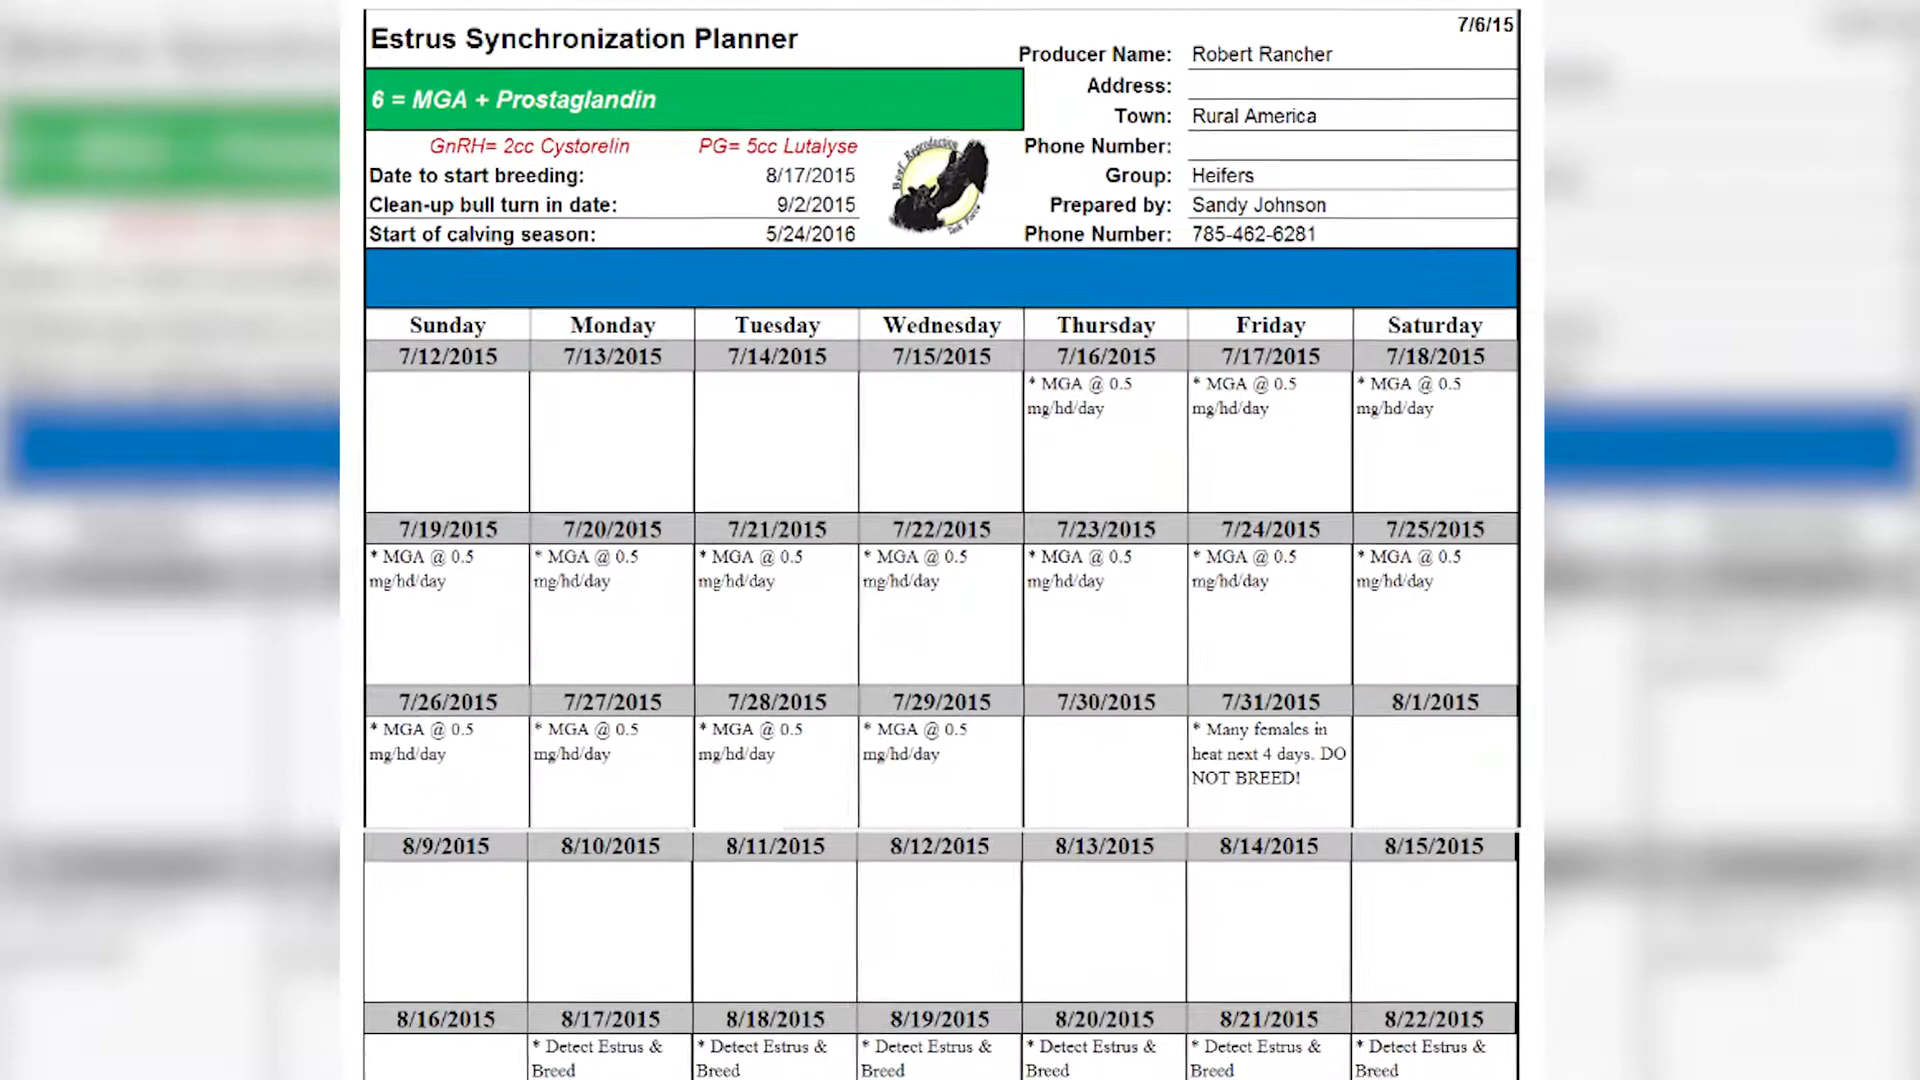 7/6/15
Estrus Synchronization Planner
Producer Name: Robert Rancher
Address:
6 = MGA + Prostaglandin
Town: Rural America
GnRH= 2cc Cystorelin PG= 5cc Lutalyse
Phone Number:
Date to start breeding: 8/17/2015
Group: Heifers
Clean-up bull turn in date: 9/2/2015
Prepared by: Sandy Johnson
Start of calving season: 5/24/2016
Phone Number: 785-462-6281
Beef Reproduction
Task Force
Sunday Monday Tuesday Wednesday Thursday Friday Saturday
7/12/2015 7/13/2015 7/14/2015 7/15/2015 7/16/2015 7/17/2015 7/18/2015
* MGA @ 0.5 * MGA @ 0.5 * MGA @ 0.5
mg/hd/day mg/hd/day mg/hd/day
7/19/2015 7/20/2015 7/21/2015 7/22/2015 7/23/2015 7/24/2015 7/25/2015
* MGA @ 0.5 * MGA @ 0.5 * MGA @ 0.5 * MGA @ 0.5 * MGA @ 0.5 * MGA @ 0.5 * MGA @ 0.5
mg/hd/day mg/hd/day mg/hd/day mg/hd/day mg/hd/day mg/hd/day mg/hd/day
7/26/2015 7/27/2015 7/28/2015 7/29/2015 7/30/2015 7/31/2015 8/1/2015
* MGA @ 0.5 * MGA @ 0.5 * MGA @ 0.5 * MGA @ 0.5 * Many females in
mg/hd/day mg/hd/day mg/hd/day mg/hd/day heat next 4 days. DO
NOT BREED!
8/9/2015 8/10/2015 8/11/2015 8/12/2015 8/13/2015 8/14/2015 8/15/2015
8/16/2015 8/17/2015 8/18/2015 8/19/2015 8/20/2015 8/21/2015 8/22/2015
* Detect Estrus & * Detect Estrus & * Detect Estrus & * Detect Estrus & * Detect Estrus & * Detect Estrus &
Breed Breed Breed Breed Breed Breed